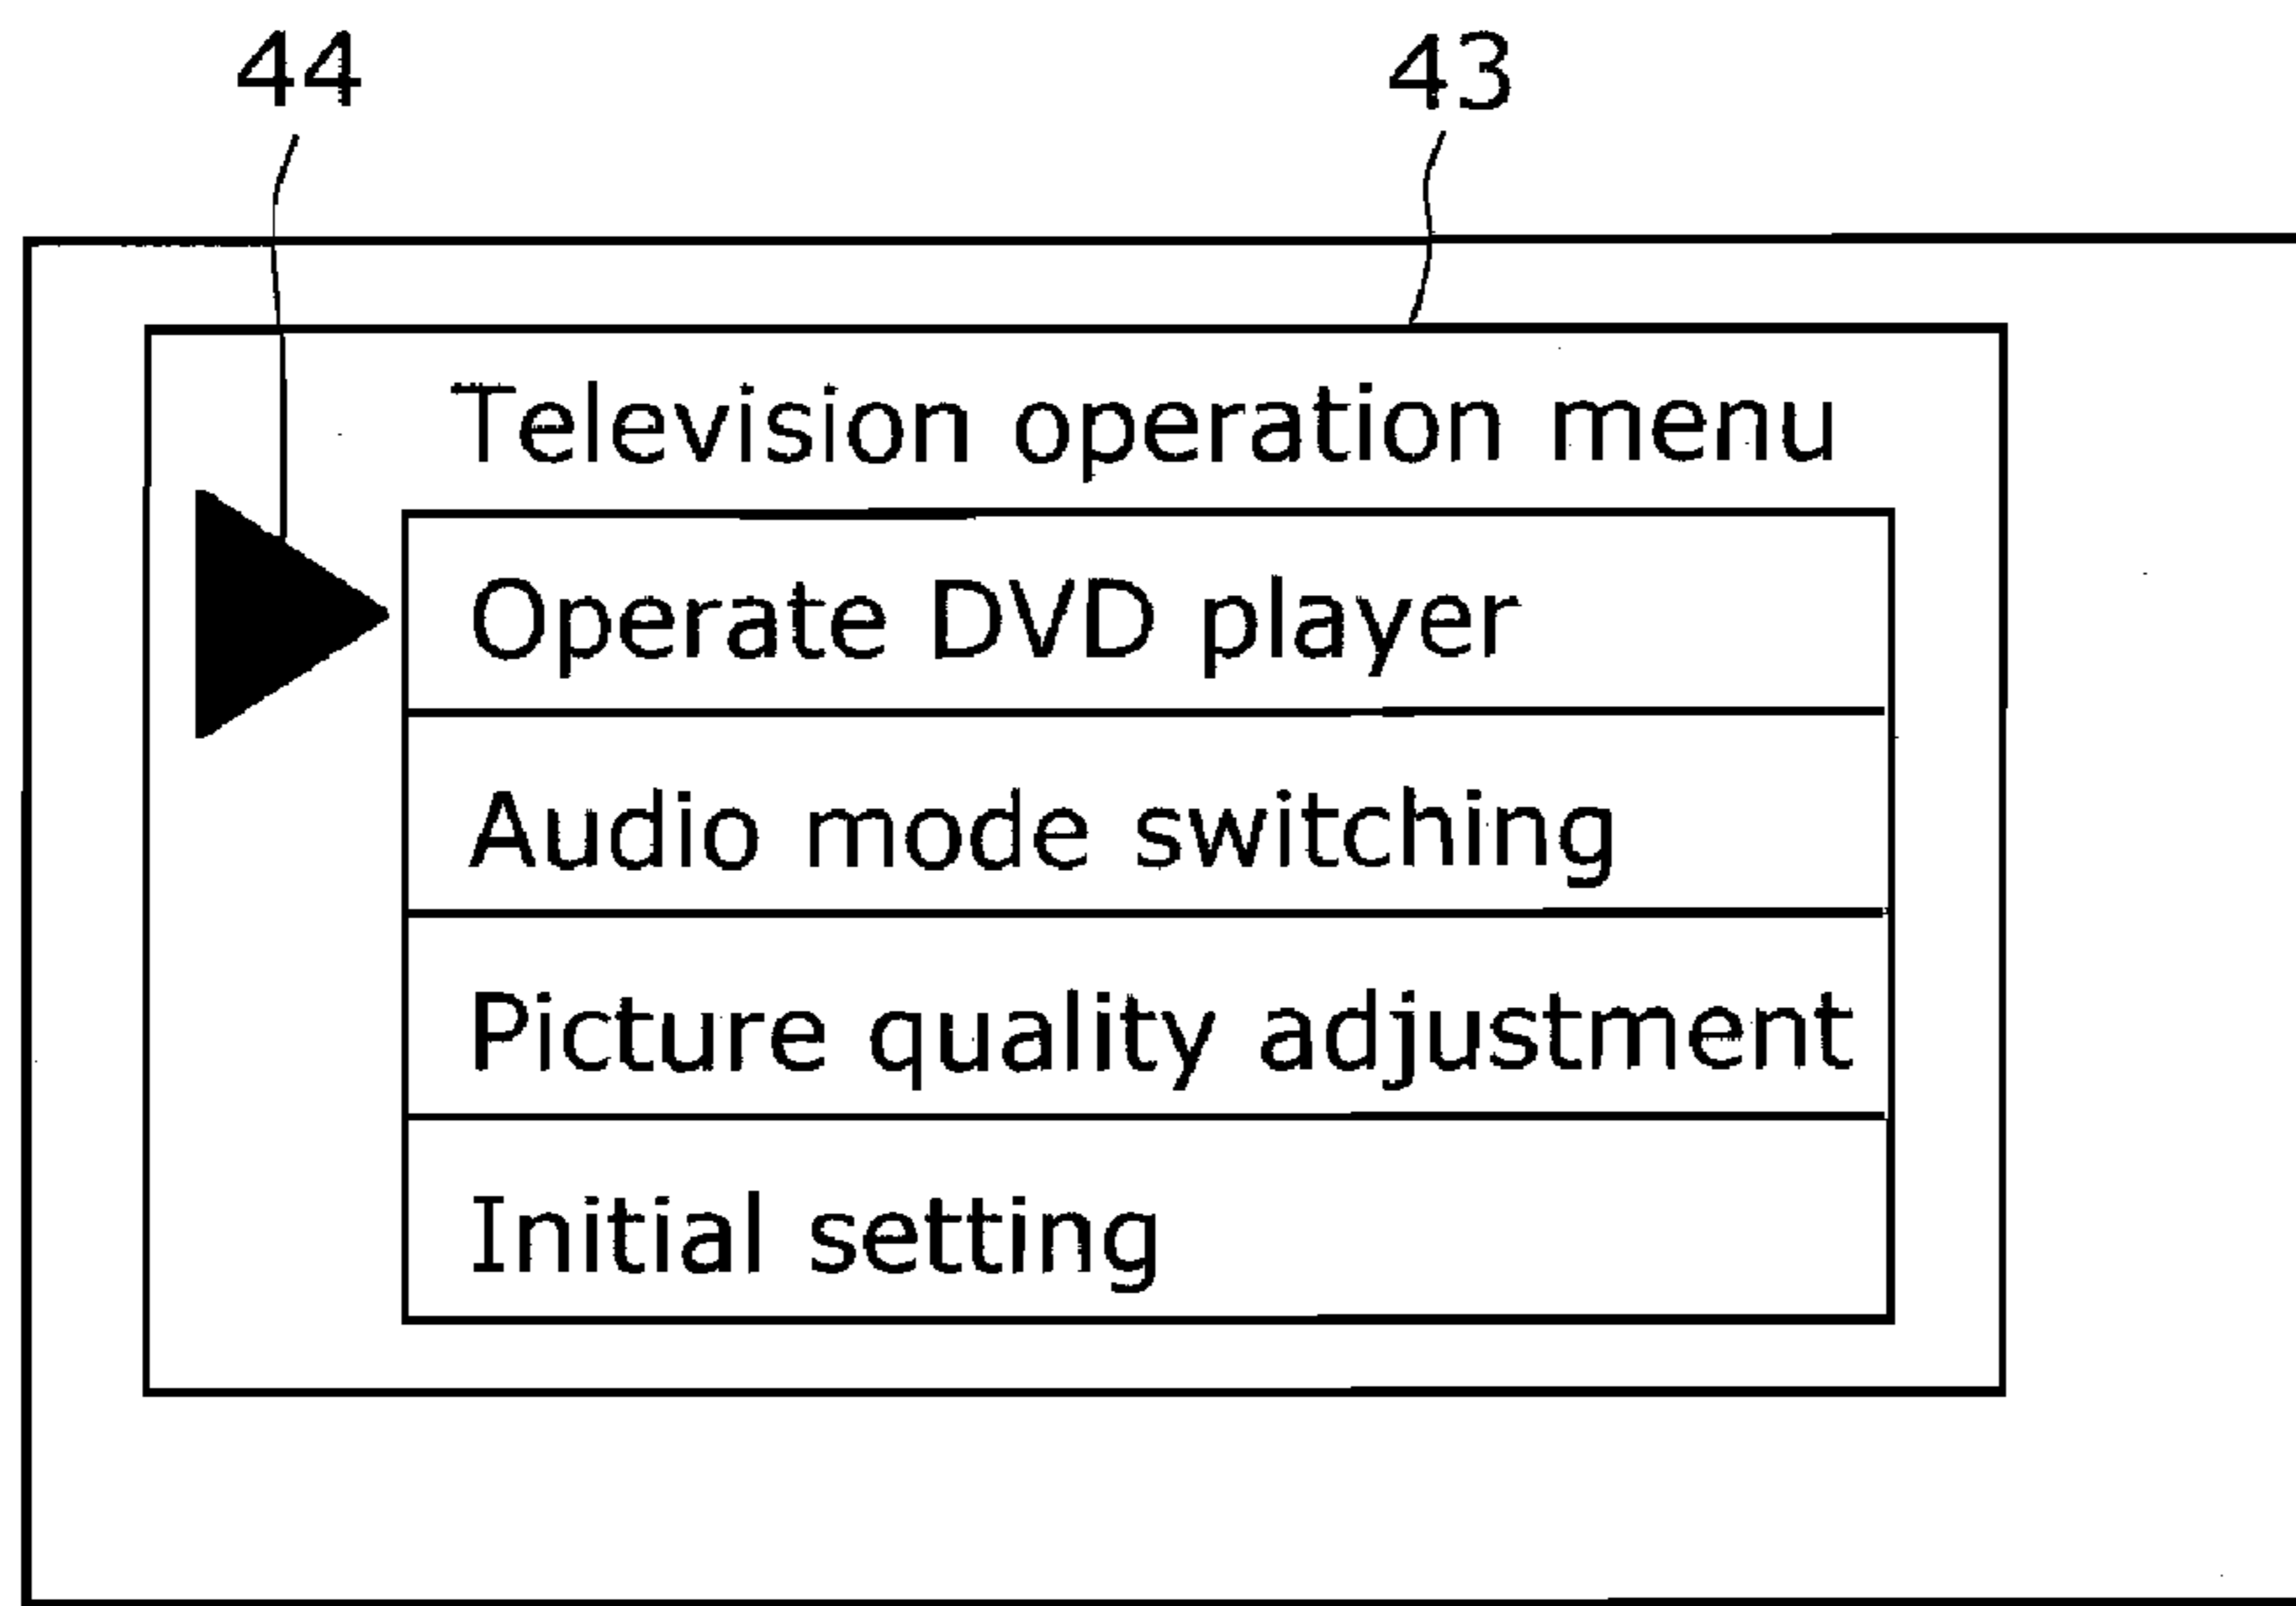 44 43
Television operation menu
Operate DVD player
Audio mode switching
Picture quality adjustment
Initial setting